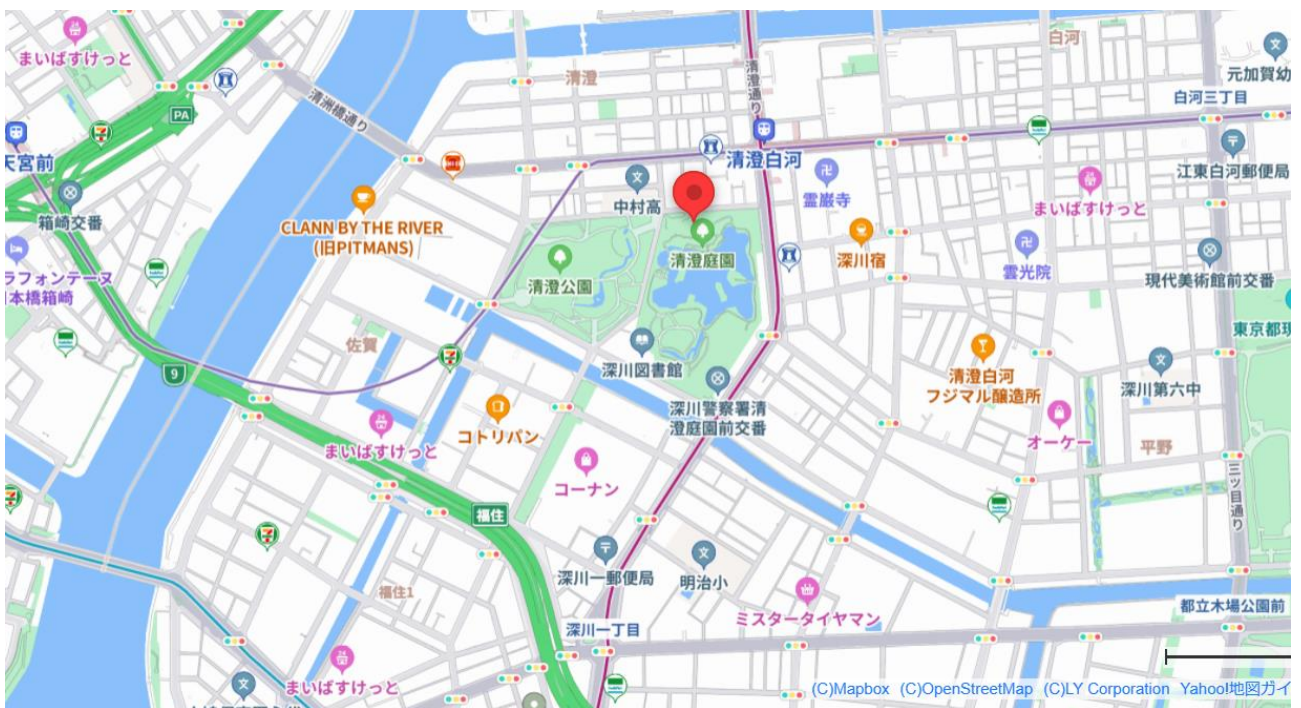 まいばすけっと
PA
天宮前
箱崎交番
ラフォンテーヌ
本橋箱崎
清洲橋通り
清澄
CLANN BY THE RIVER
(旧PITMANS)
中村高
清澄通り
清澄白河
清澄庭園
清澄公園
霊巌寺
深川宿
白河
元加賀幼
白河三丁目
江東白河郵便局
まいばすけっと
雲光院
現代美術館前交番
東京都現
佐賀
9
深川図書館
深川警察署清
澄庭園前交番
清澄白河
フジマル醸造所
深川第六中
オーケー
平野
三ッ目通り
コトリパン
まいばすけっと
コーナン
福住
深川一郵便局
明治小
福住1
ミスタータイヤマン
深川一丁目
都立木場公園前
まいばすけっと
(C)Mapbox (C)OpenStreetMap (C)LY Corporation Yahoo!地図ガイ